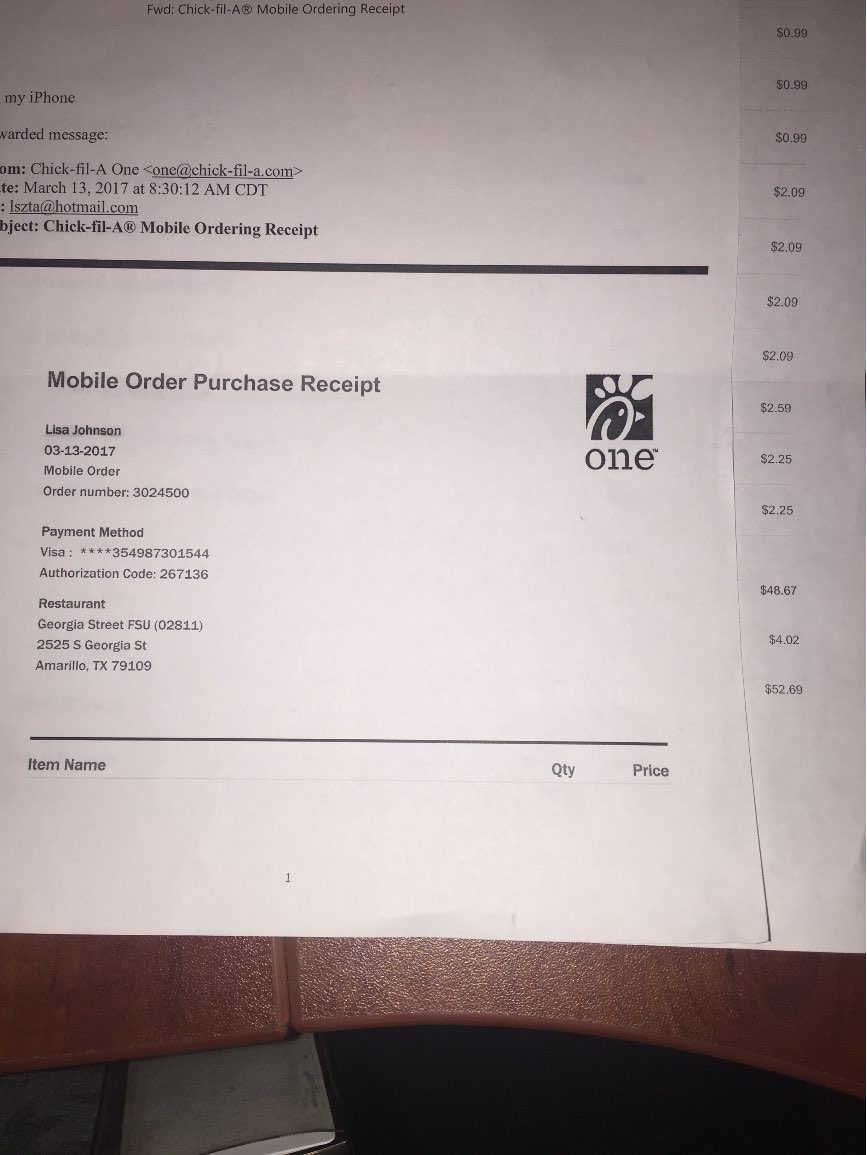 Fwd: Chick-fil-A® Mobile Ordering Receipt
my iPhone
warded message:
om: Chick-fil-A One <one@chick-fil-a.com>
te: March 13, 2017 at 8:30:12 AM CDT
: lszta@hotmail.com
bject: Chick-fil-A® Mobile Ordering Receipt
Mobile Order Purchase Receipt
one™
Lisa Johnson
03-13-2017
Mobile Order
Order number: 3024500
Payment Method
Visa : ****354987301544
Authorization Code: 267136
Restaurant
Georgia Street FSU (02811)
2525 S Georgia St
Amarillo, TX 79109
Item Name Qty Price
1
$0.99
$0.99
$0.99
$2.09
$2.09
$2.09
$2.09
$2.59
$2.25
$2.25
$48.67
$4.02
$52.69